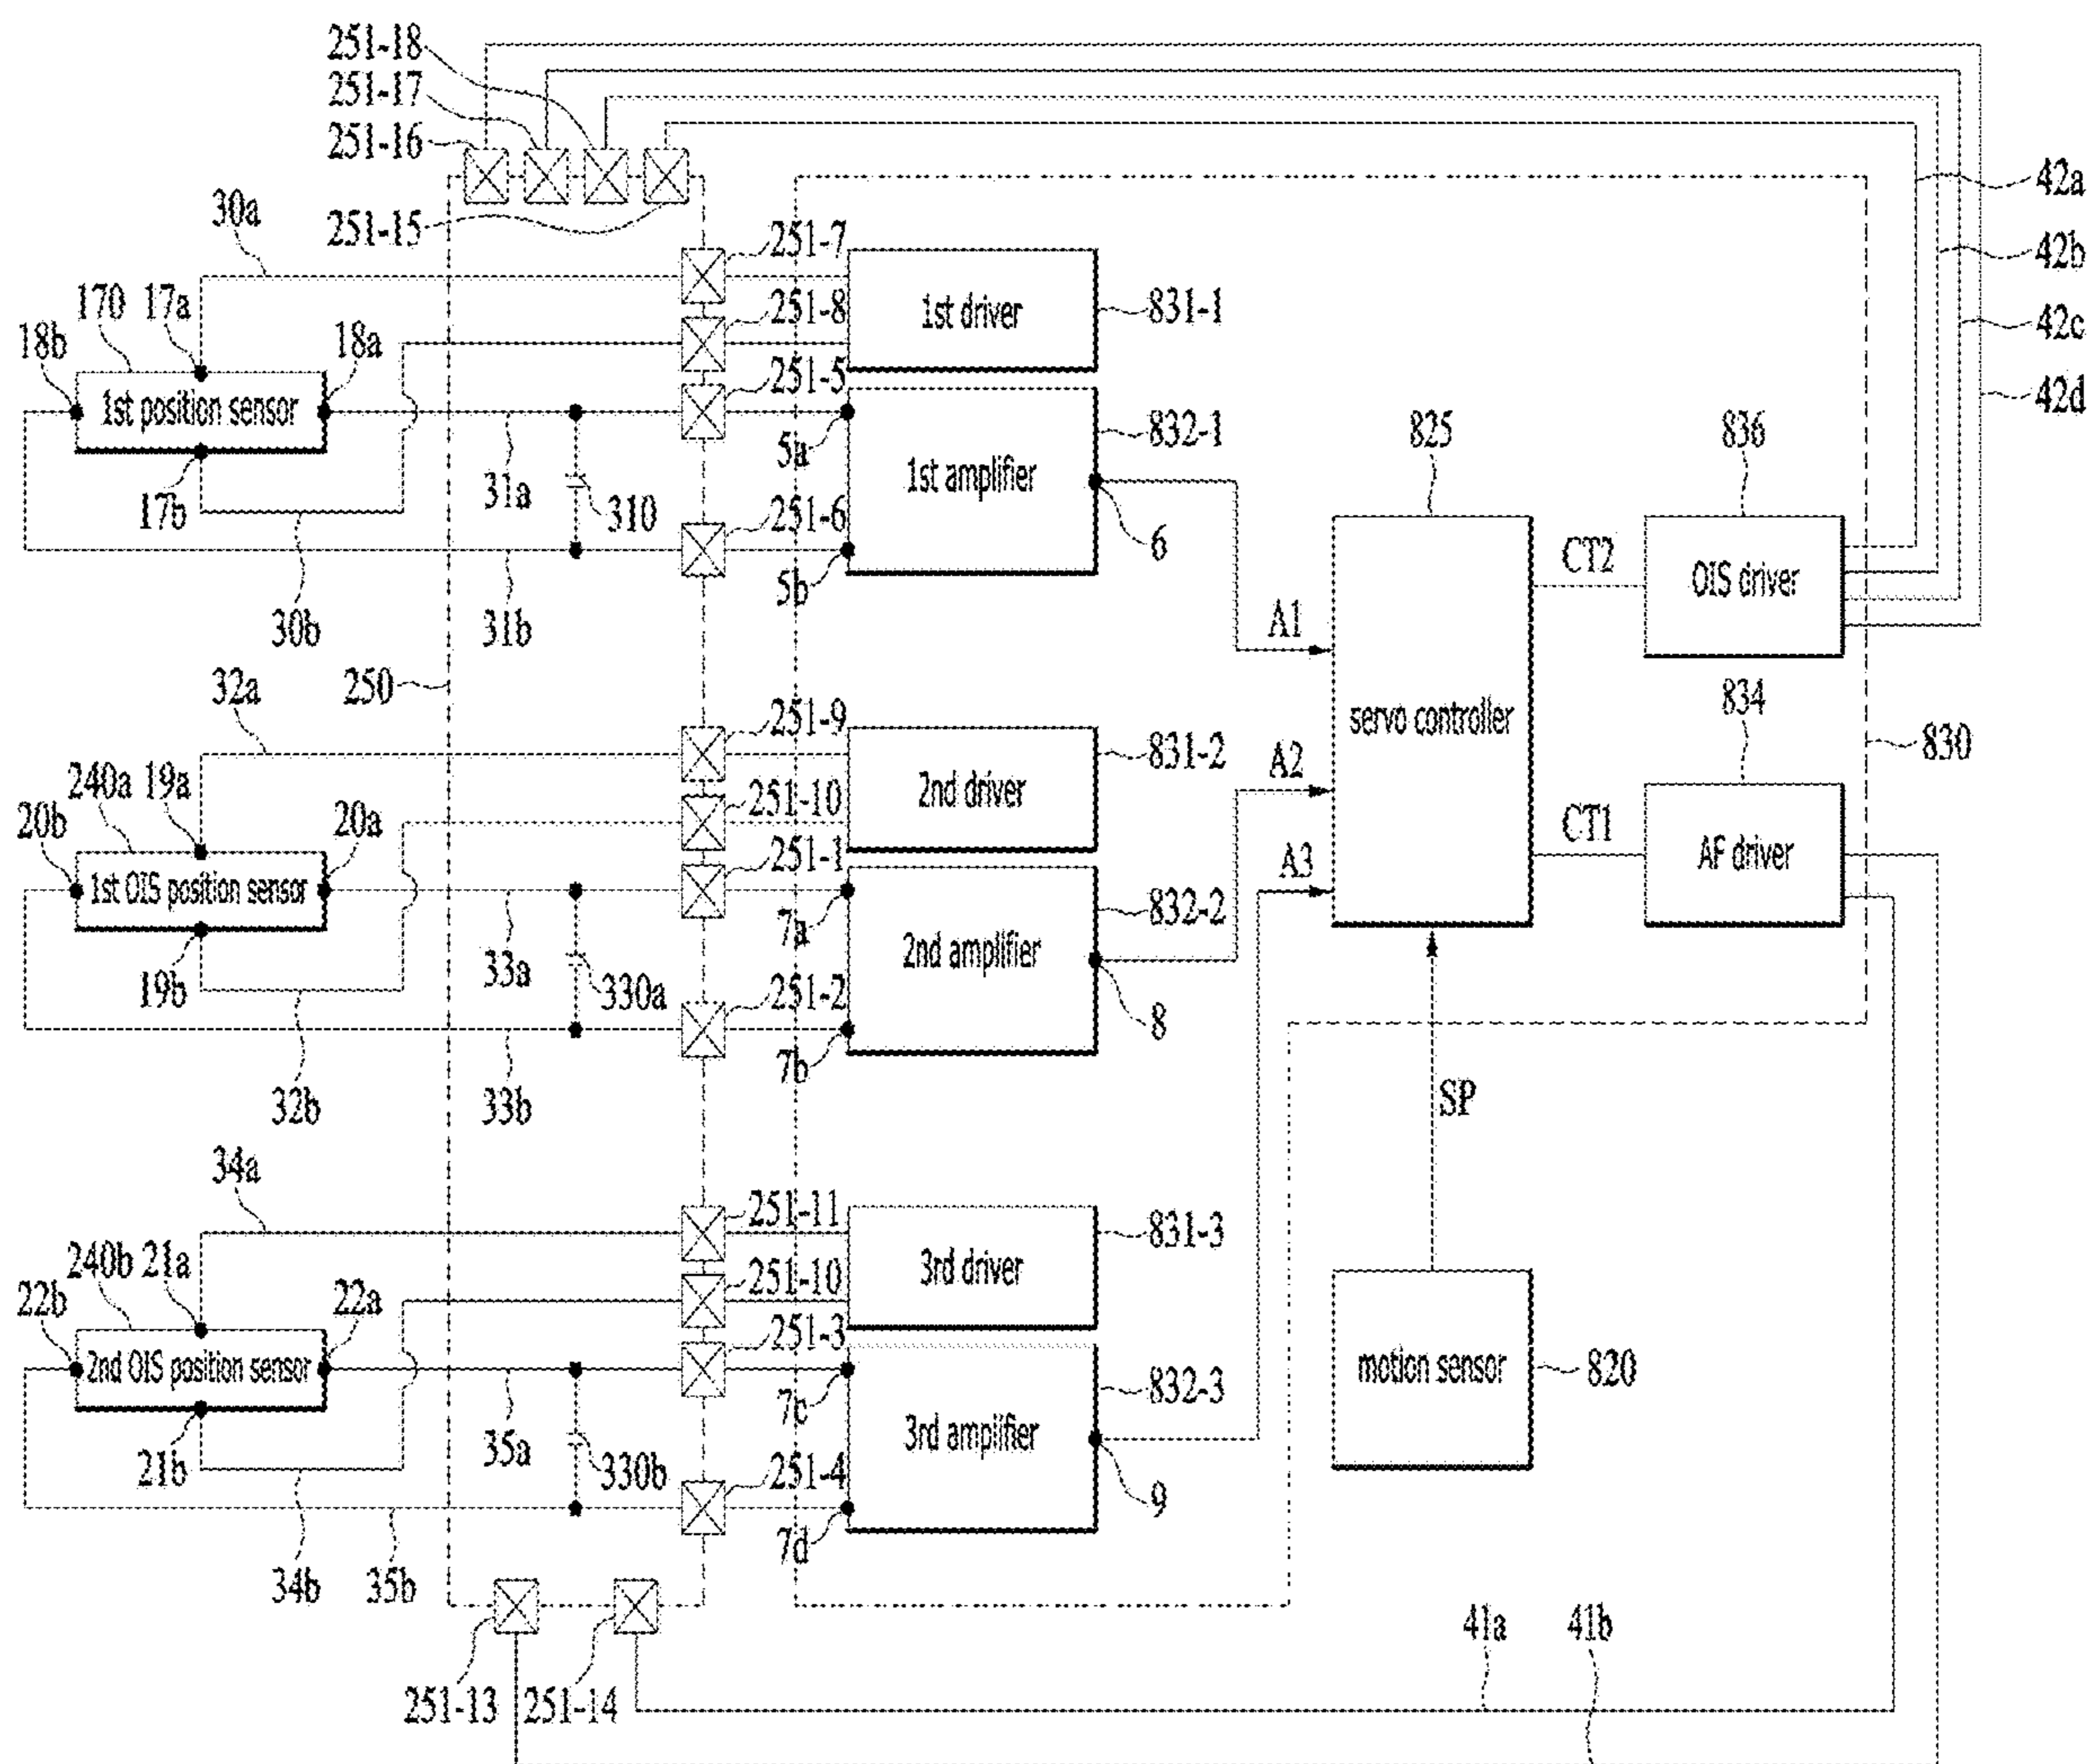 251-18
251-17
251-16
42a
30a
251-15
251-7
42b
170 17a
251-8
1st driver
831-1
42c
18b
18a
42d
1st position sensor
251-5
832-1
825
836
17b
31a
310
5a
1st amplifier
251-6
6
CT2
OIS driver
5b
30b
31b
A1
32a
250
servo controller
834
251-9
830
240a 19a
2nd driver
831-2
A2
20b
20a
251-10
CT1
AF driver
1st OIS position sensor
251-1
A3
832-2
19b
33a
330a
7a
2nd amplifier
251-2
8
7b
32b
33b
SP
34a
251-11
831-3
240b 21a
3rd driver
22b
22a
251-10
2nd OIS position sensor
251-3
motion sensor
820
832-3
7c
21b
35a
330b
3rd amplifier
251-4
9
7d
34b
35b
41a
41b
251-13
251-14